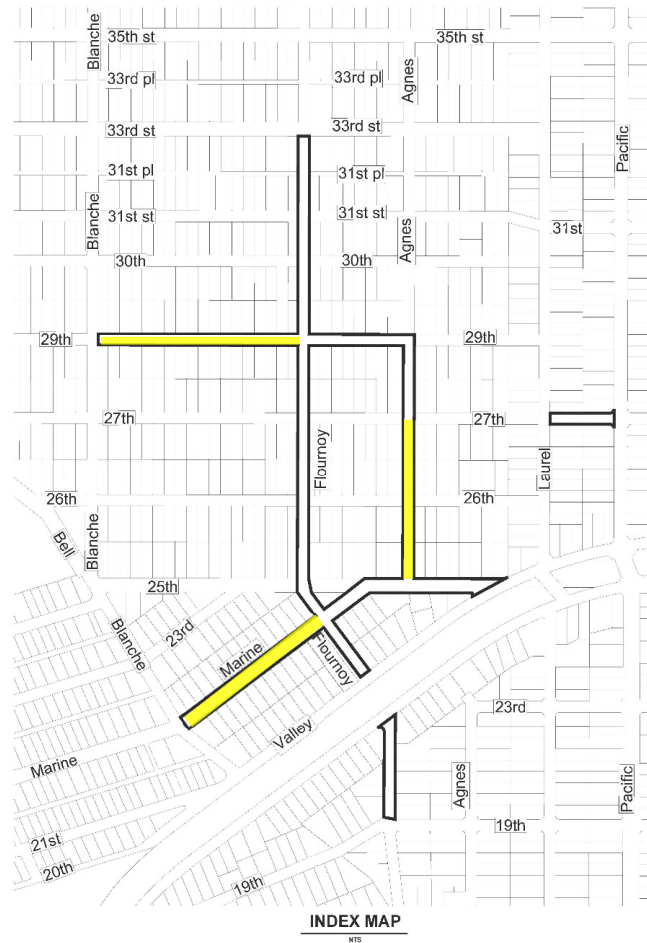 35th st
35th st
Blanche
33rd pl
33rd pl
Agnes
33rd st
33rd st
Pacific
31st pl
31st pl
31st st
31st st
Blanche
Agnes
31st
30th
30th
29th
29th
27th
27th
Flournoy
Laurel
26th
26th
Bell
Blanche
25th
23rd
Blanche
Marine
Flournoy
Valley
23rd
Marine
Agnes
Pacific
19th
21st
20th
19th
INDEX MAP
NTS